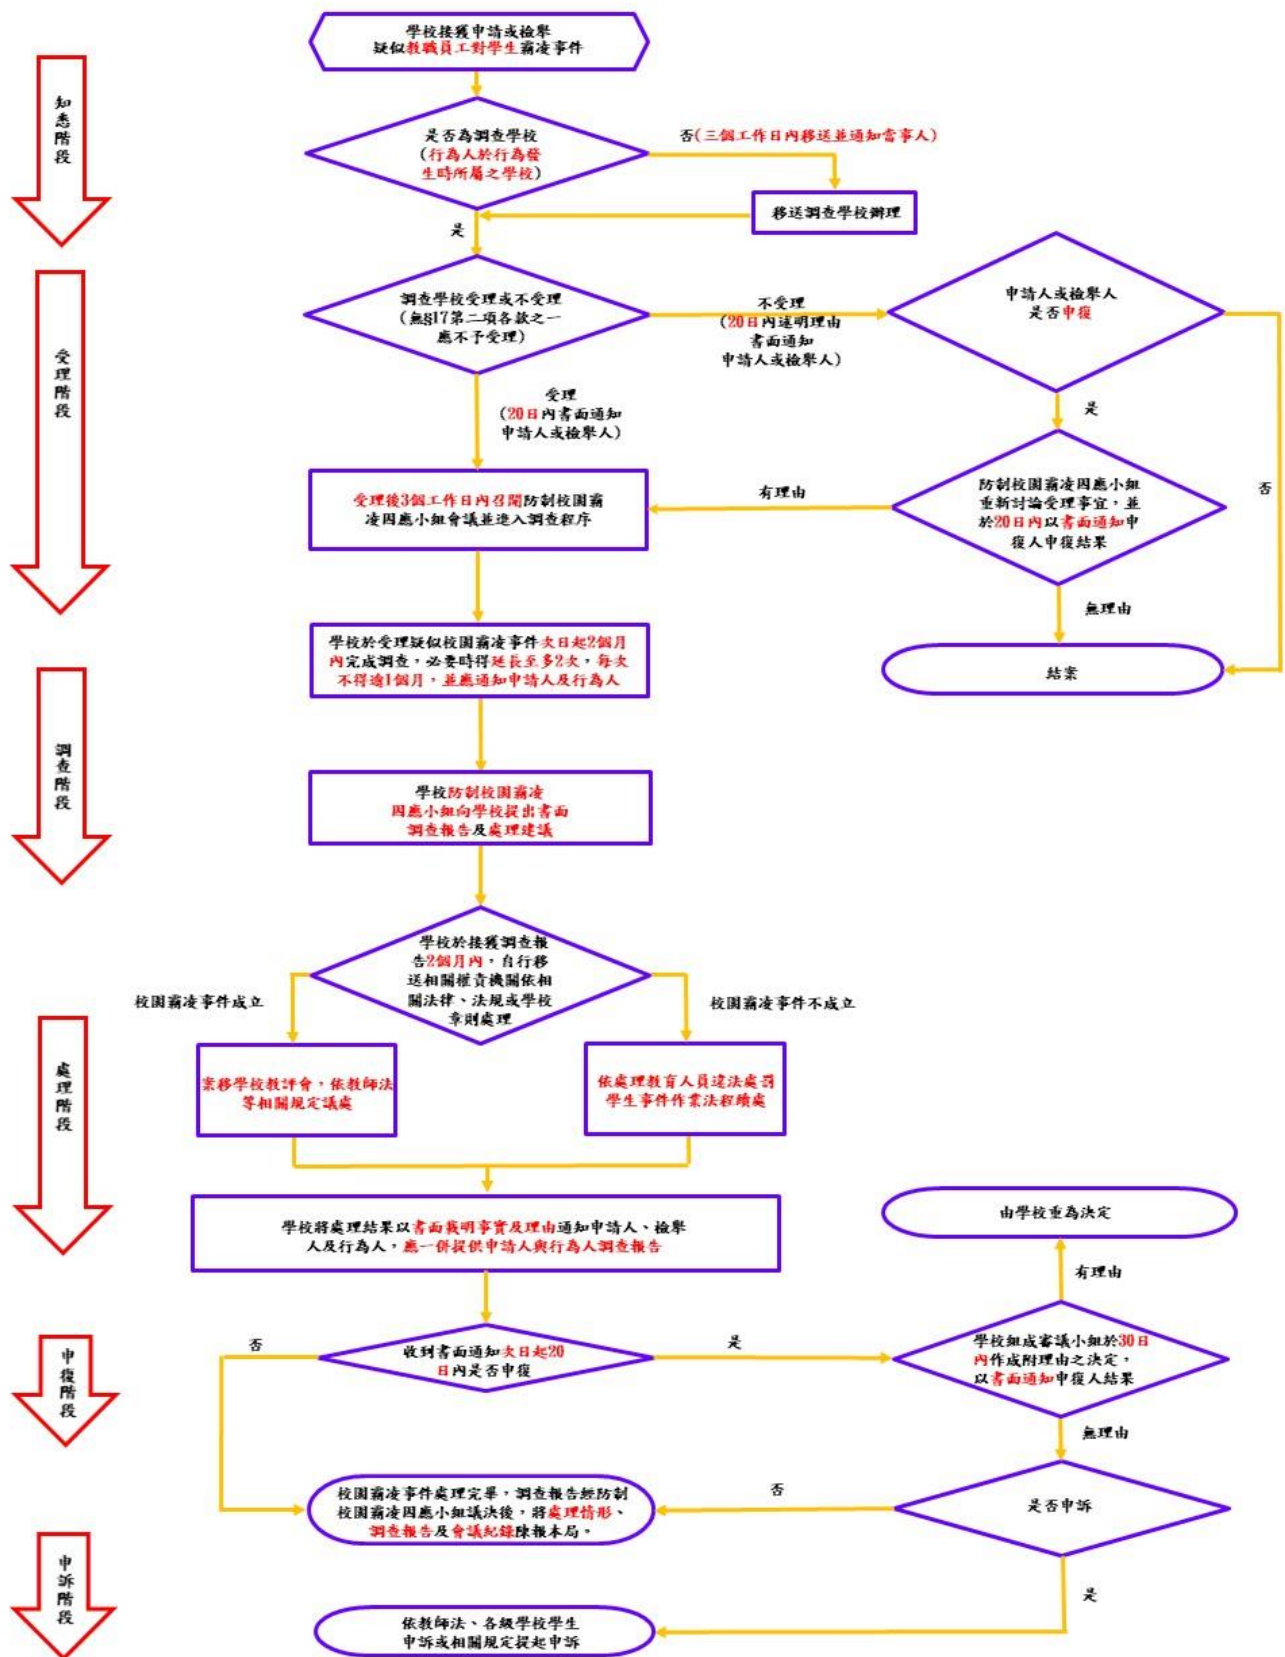 學校接獲申請或檢舉
疑似教職員工對學生霸凌事件
知悉階段
是否為調查學校
(行為人於行為發
生時所屬之學校)
否(三個工作日內移送並通知當事人)
移送調查學校辦理
是
受理階段
調查學校受理或不受理
(無§17第二項各款之一
應不予受理)
不受理
(20日內述明理由
書面通知
申請人或檢舉人)
申請人或檢舉人
是否申復
受理
(20日內書面通知
申請人或檢舉人)
是
否
受理後3個工作日內召開防制校園霸
凌因應小組會議並進入調查程序
有理由
防制校園霸凌因應小組
重新討論受理事宜，並
於20日內以書面通知申
復人申復結果
無理由
結案
調查階段
學校於受理疑似校園霸凌事件次日起2個月
內完成調查，必要時得延長至多2次，每次
不得逾1個月，並應通知申請人及行為人
學校防制校園霸凌
因應小組向學校提出書面
調查報告及處理建議
處理階段
學校於接獲調查報
告2個月內，自行移
送相關權責機關依相
關法律、法規或學校
章則處理
校園霸凌事件成立
校園霸凌事件不成立
案移學校教評會，依教師法
等相關規定議處
依處理教育人員違法處罰
學生事件作業法程續處
學校將處理結果以書面載明事實及理由通知申請人、檢舉
人及行為人，應一併提供申請人與行為人調查報告
由學校重為決定
有理由
申復階段
否
收到書面通知次日起20
日內是否申復
是
學校組成審議小組於30日
內作成附理由之決定，
以書面通知申復人結果
無理由
校園霸凌事件處理完畢，調查報告經防制
校園霸凌因應小組議決後，將處理情形、
調查報告及會議紀錄陳報本局。
否
是否申訴
申訴階段
是
依教師法、各級學校學生
申訴或相關規定提起申訴